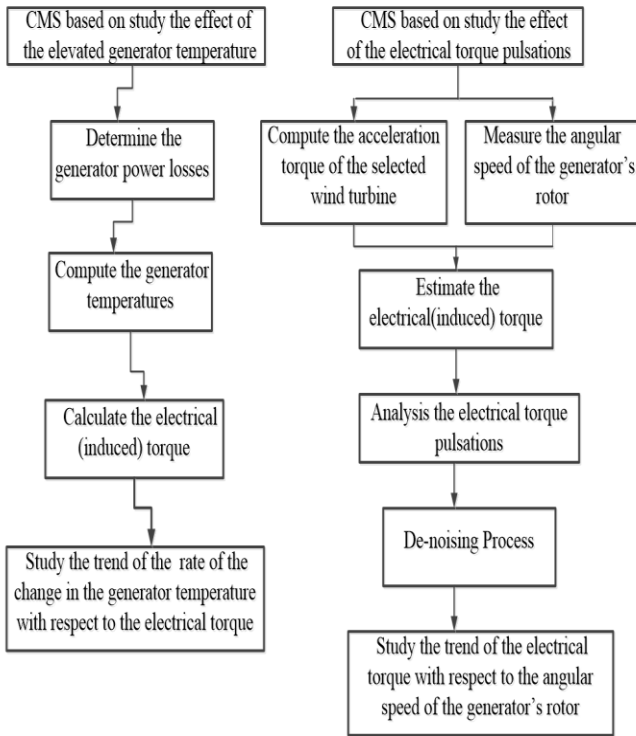 CMS based on study the effect of
the elevated generator temperature
Determine the
generator power losses
Compute the generator
temperatures
Calculate the electrical
(induced) torque
Study the trend of the rate of the
change in the generator temperature
with respect to the electrical torque
CMS based on study the effect
of the electrical torque pulsations
Compute the acceleration
torque of the selected
wind turbine
Measure the angular
speed of the generator's
rotor
Estimate the
electrical(induced) torque
Analysis the electrical torque
pulsations
De-noising Process
Study the trend of the electrical
torque with respect to the angular
speed of the generator's rotor